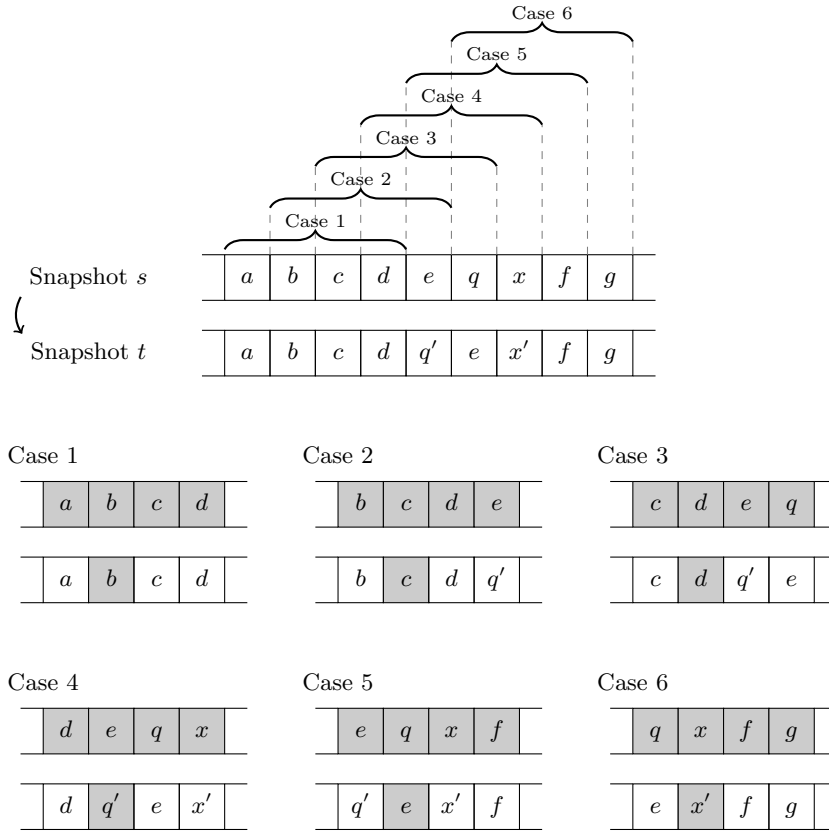 Case 6
Case 5
Case 4
Case 3
Case 2
Case 1
Snapshot s a b c d e q x f g
Snapshot t a b c d q′ e x′ f g
Case 1 Case 2 Case 3
a b c d b c d e c d e q
a b c d b c d q′ c d q′ e
Case 4 Case 5 Case 6
d e q x e q x f q x f g
d q′ e x′ q′ e x′ f e x′ f g